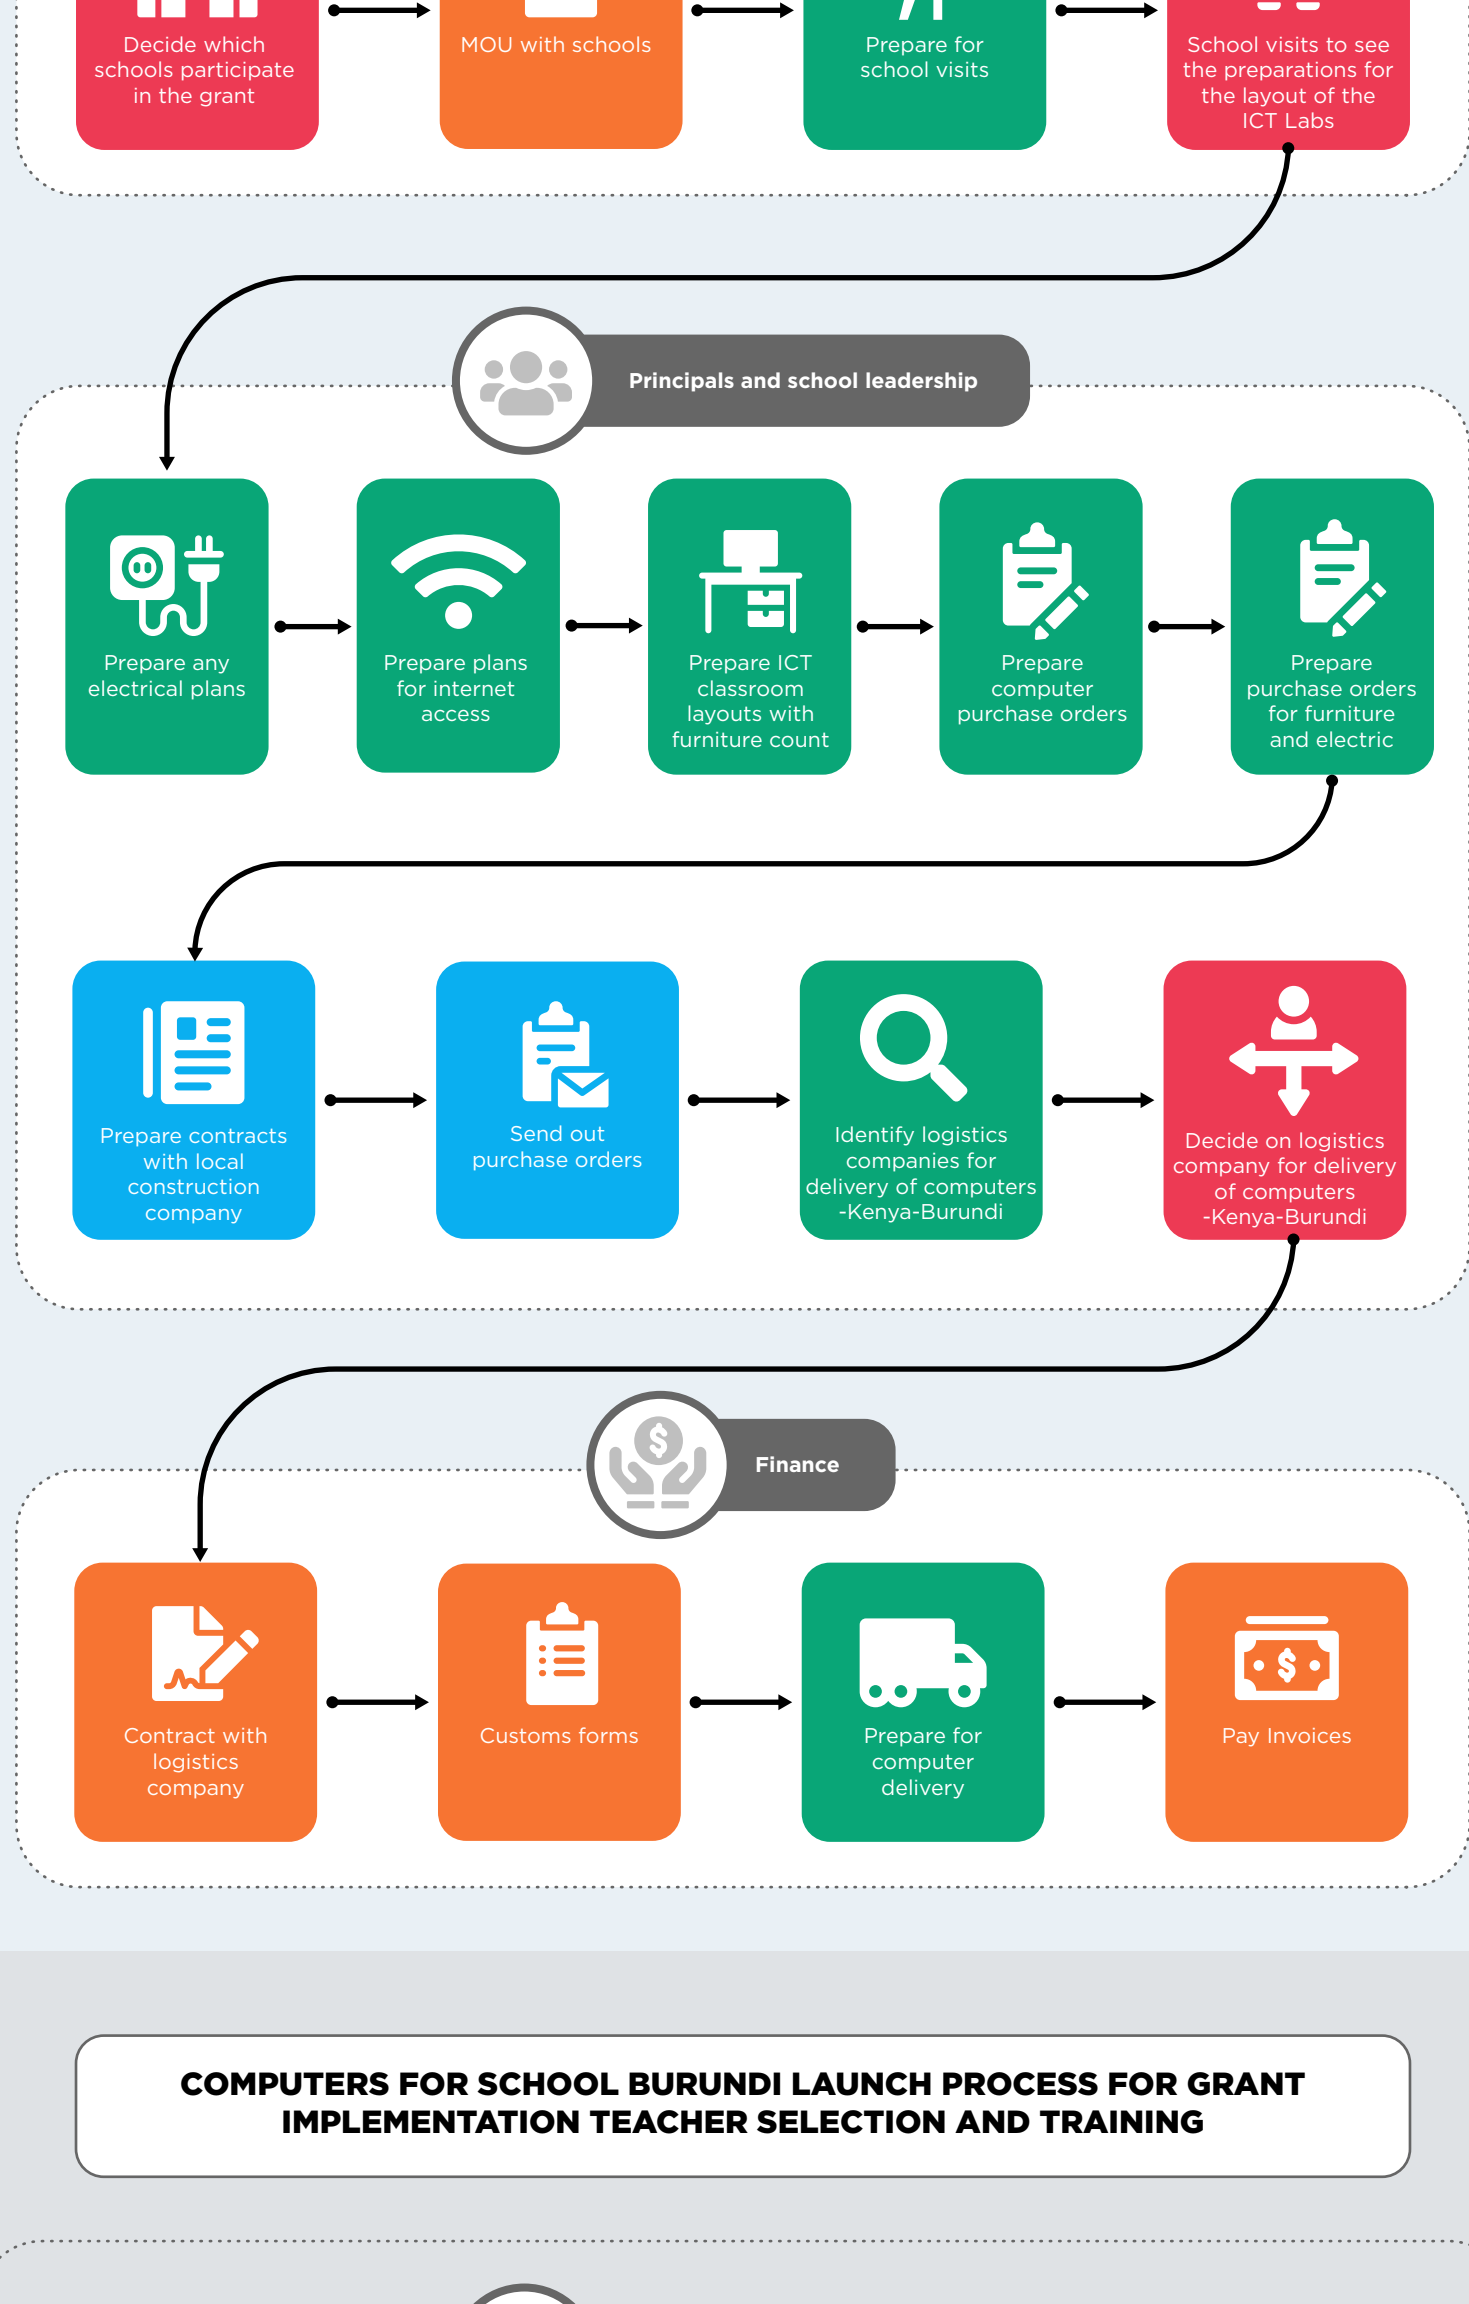 Decide which
schools participate
in the grant
MOU with schools
Prepare for
school visits
School visits to see
the preparations for
the layout of the
ICT Labs
Principals and school leadership
Prepare any
electrical plans
Prepare plans
for internet
access
Prepare ICT
classroom
layouts with
furniture count
Prepare
computer
purchase orders
Prepare
purchase orders
for furniture
and electric
Prepare contracts
with local
construction
company
Send out
purchase orders
Identify logistics
companies for
delivery of computers
-Kenya-Burundi
Decide on logistics
company for delivery
of computers
-Kenya-Burundi
Finance
Contract with
logistics
company
Customs forms
Prepare for
computer
delivery
Pay Invoices
COMPUTERS FOR SCHOOL BURUNDI LAUNCH PROCESS FOR GRANT
IMPLEMENTATION TEACHER SELECTION AND TRAINING